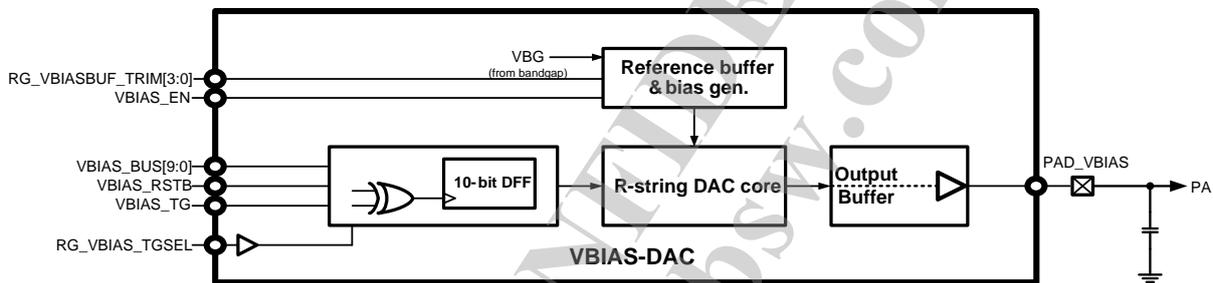 VBG
(from bandgap)
Reference buffer
& bias gen.
RG_VBIASBUF_TRIM[3:0]
VBIAS_EN
VBIAS_BUS[9:0]
VBIAS_RSTB
VBIAS_TG
10-bit DFF
R-string DAC core
Output
Buffer
PAD_VBIAS
PA
RG_VBIAS_TGSEL
VBIAS-DAC